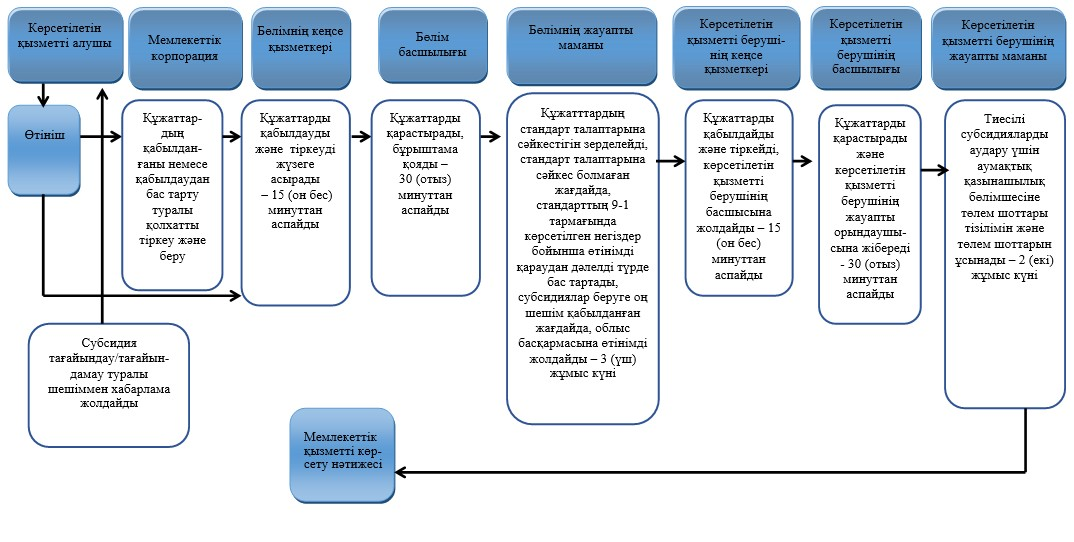 Көрсетілетін
қызметті алушы
Мемлекеттік
корпорация
Бөлімнің кеңсе
қызметкері
Бөлім
басшылығы
Бөлімнің жауапты
маманы
Көрсетілетін
қызметті беруші-
нің кеңсе
қызметкері
Көрсетілетін
қызметті
берушінің
басшылығы
Көрсетілетін
қызметті берушінің
жауапты маманы
Өтініш
Құжаттар-
дың
қабылдан-
ғаны немесе
қабылдаудан
бас тарту
туралы
қолхатты
тіркеу және
беру
Құжаттарды
қабылдауды
және тіркеуді
жүзеге
асырады
– 15 (он бес)
минуттан
аспайды
Құжаттарды
қарастырады,
бұрыштама
қояды –
30 (отыз)
минуттан
аспайды
Құжатттардың
стандарт талаптарына
сәйкестігін зерделейді,
стандарт талаптарына
сәйкес болмаған
жағдайда,
стандарттың 9-1
тармағында
көрсетілген негіздер
бойынша өтінімді
қараудан дәлелді түрде
бас тартады,
субсидиялар беруге оң
шешім қабылданған
жағдайда, облыс
басқармасына өтінімді
жолдайды – 3 (үш)
жұмыс күні
Құжаттарды
қабылдайды
және тіркейді,
көрсетілетін
қызметті
берушінің
басшысына
жолдайды – 15
(он бес)
минуттан
аспайды
Құжаттарды
қарастырады
және
көрсетілетін
қызметті
берушінің
жауапты
орындаушы-
сына жібереді
- 30 (отыз)
минуттан
аспайды
Тиесілі
субсидияларды
аудару үшін
аумақтық
қазынашылық
бөлімшесіне
төлем шоттары
тізілімін және
төлем шоттарын
ұсынады – 2 (екі)
жұмыс күні
Субсидия
тағайындау/тағайын-
дамау туралы
шешіммен хабарлама
жолдайды
Мемлекеттік
қызметті көр-
сету нәтижесі